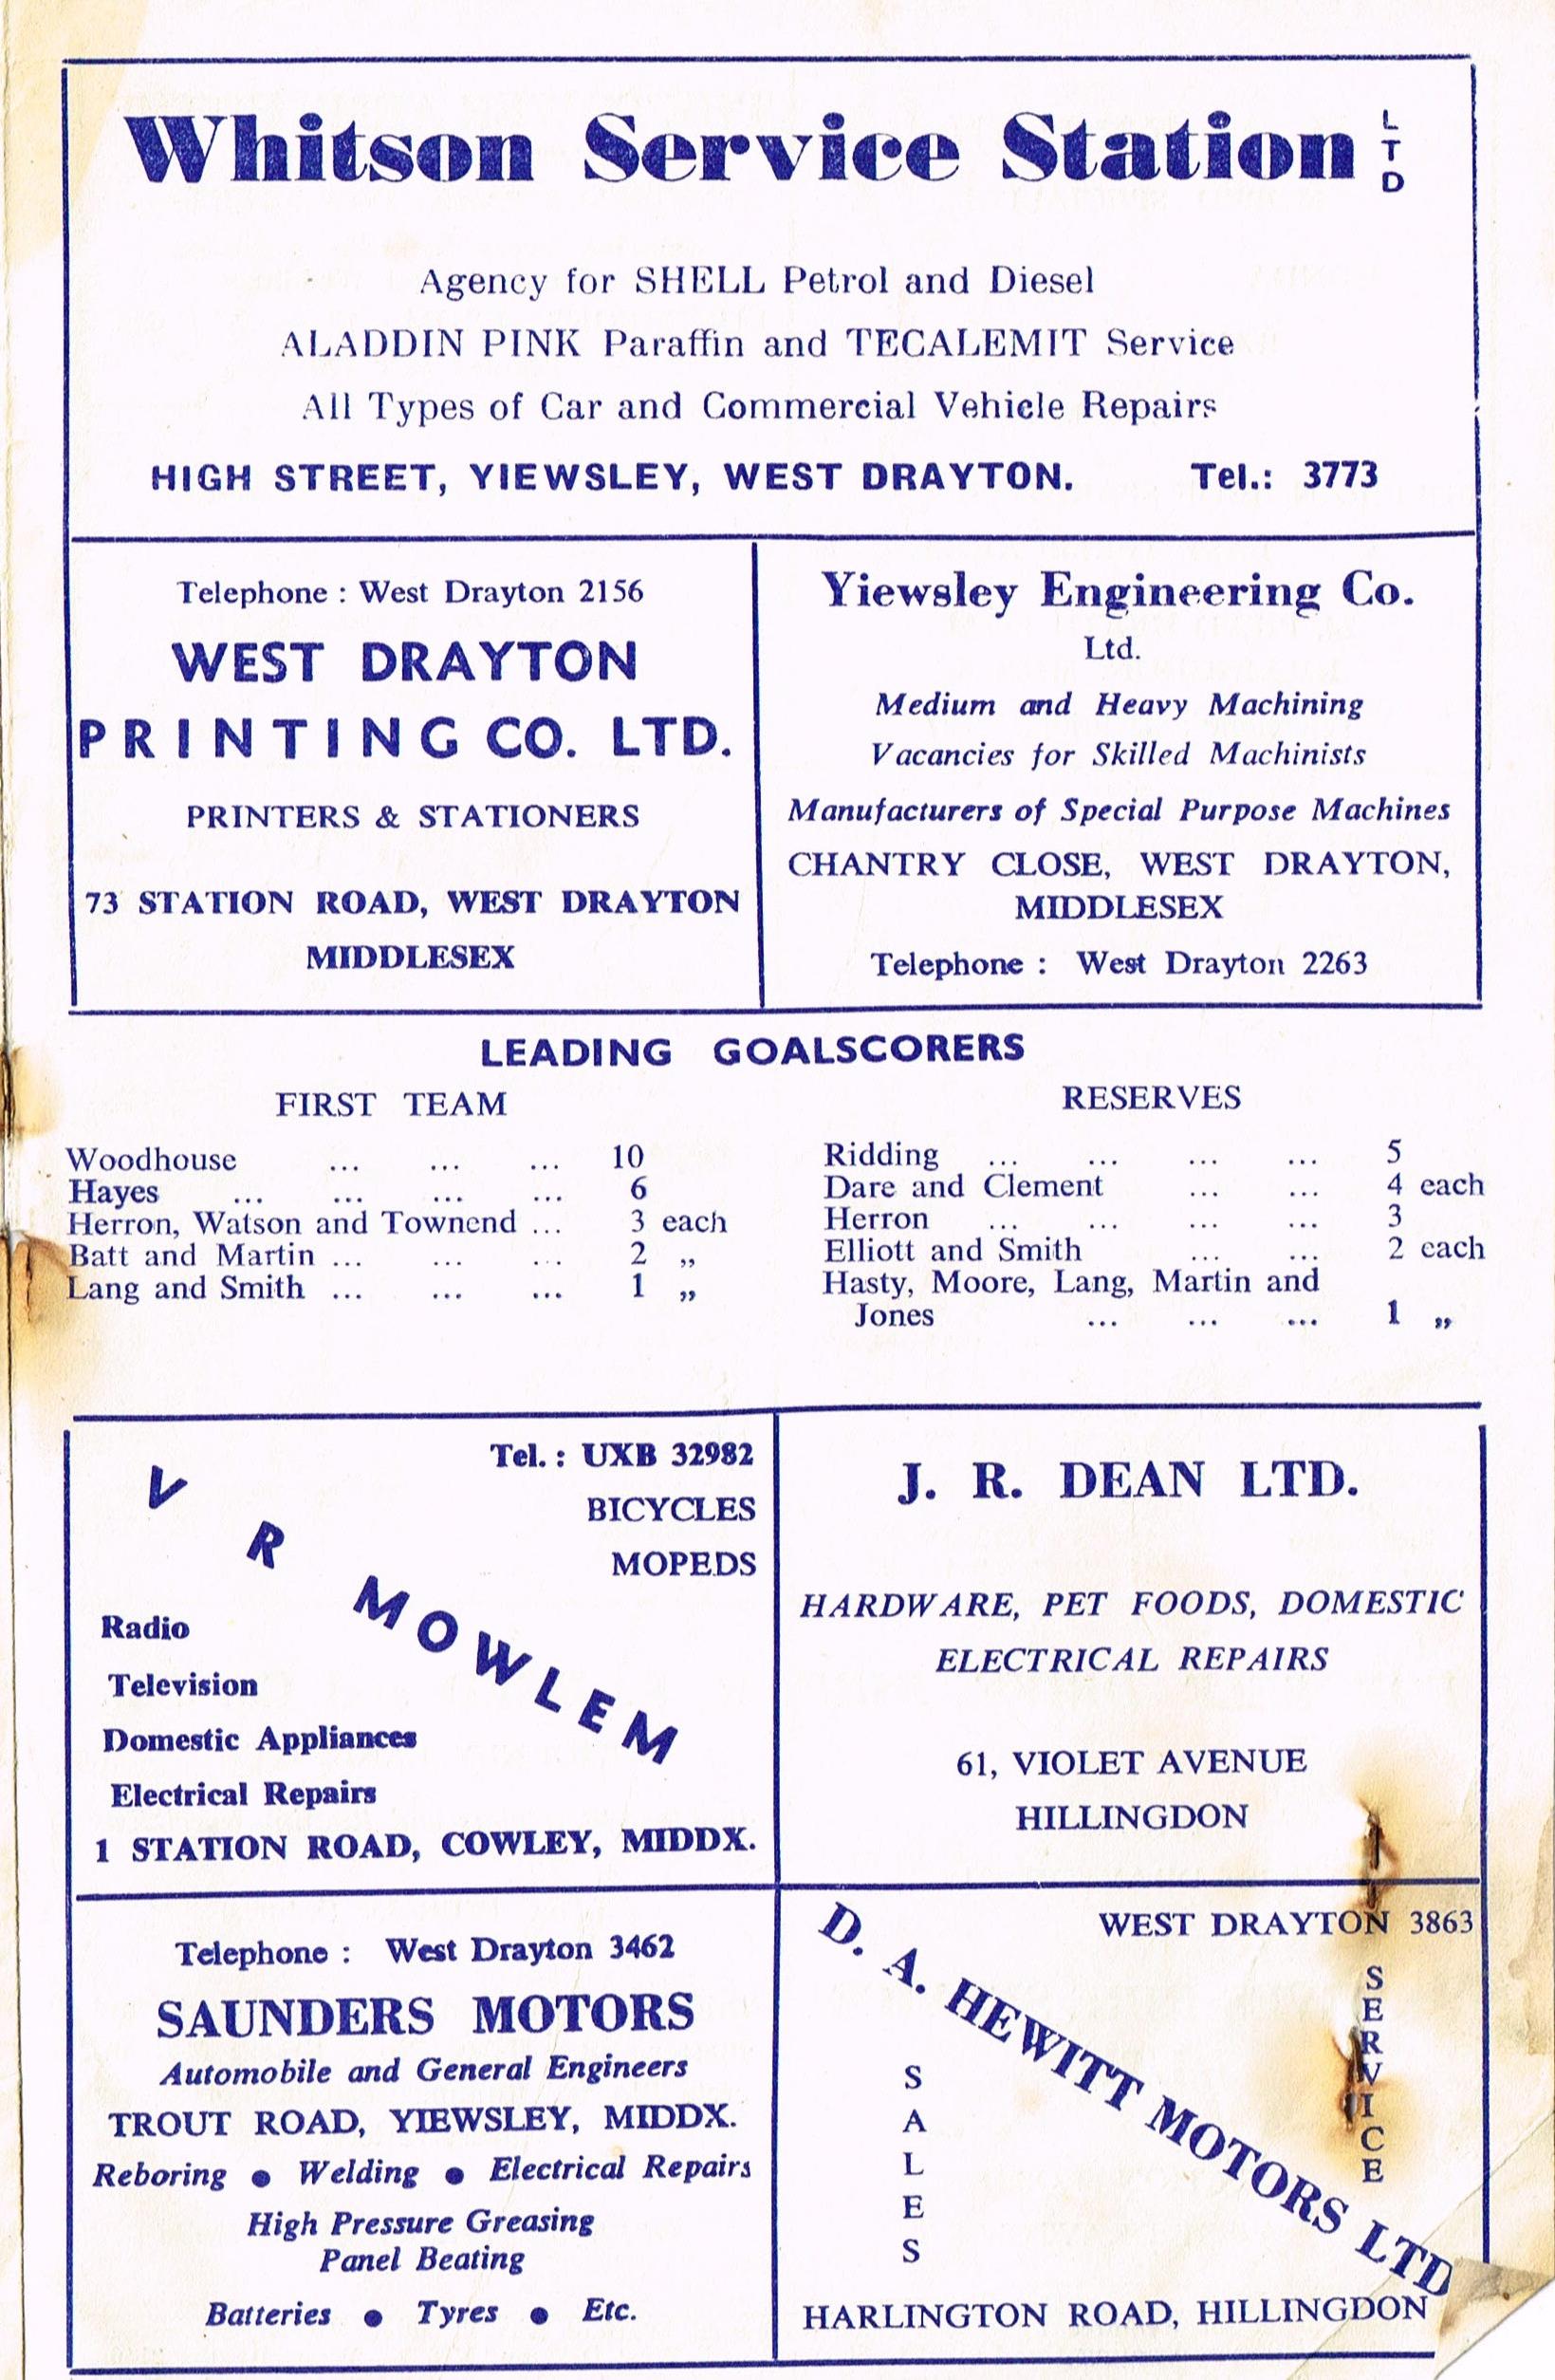 Whitson Service Station LTD
Agency for SHELL Petrol and Diesel
ALADDIN PINK Paraffin and TECALEMIT Service
All Types of Car and Commercial Vehicle Repairs
HIGH STREET, YIEWSLEY, WEST DRAYTON. Tel.: 3773
Telephone : West Drayton 2156
WEST DRAYTON
PRINTING CO. LTD.
PRINTERS & STATIONERS
73 STATION ROAD, WEST DRAYTON
MIDDLESEX
Yiewsley Engineering Co.
Ltd.
Medium and Heavy Machining
Vacancies for Skilled Machinists
Manufacturers of Special Purpose Machines
CHANTRY CLOSE, WEST DRAYTON,
MIDDLESEX
Telephone : West Drayton 2263
LEADING GOALSCORERS
FIRST TEAM
Woodhouse ... ... ... 10
Hayes ... ... ... ... 6
Herron, Watson and Townend ... 3 each
Batt and Martin ... ... ... 2 „
Lang and Smith ... ... ... 1 „
RESERVES
Ridding ... ... ... ... 5
Dare and Clement ... ... 4 each
Herron ... ... ... ... 3
Elliott and Smith ... ... 2 each
Hasty, Moore, Lang, Martin and
Jones ... ... ... 1 „
Tel. : UXB 32982
BICYCLES
MOPEDS
V R MOWLEM
Radio
Television
Domestic Appliances
Electrical Repairs
1 STATION ROAD, COWLEY, MIDDX.
J. R. DEAN LTD.
HARDWARE, PET FOODS, DOMESTIC
ELECTRICAL REPAIRS
61, VIOLET AVENUE
HILLINGDON
Telephone : West Drayton 3462
SAUNDERS MOTORS
Automobile and General Engineers
TROUT ROAD, YIEWSLEY, MIDDX.
Reboring ● Welding ● Electrical Repairs
High Pressure Greasing
Panel Beating
Batteries ● Tyres ● Etc.
WEST DRAYTON 3863
D. A. HEWITT MOTORS LTD
SERVICE
SALES
HARLINGTON ROAD, HILLINGDON